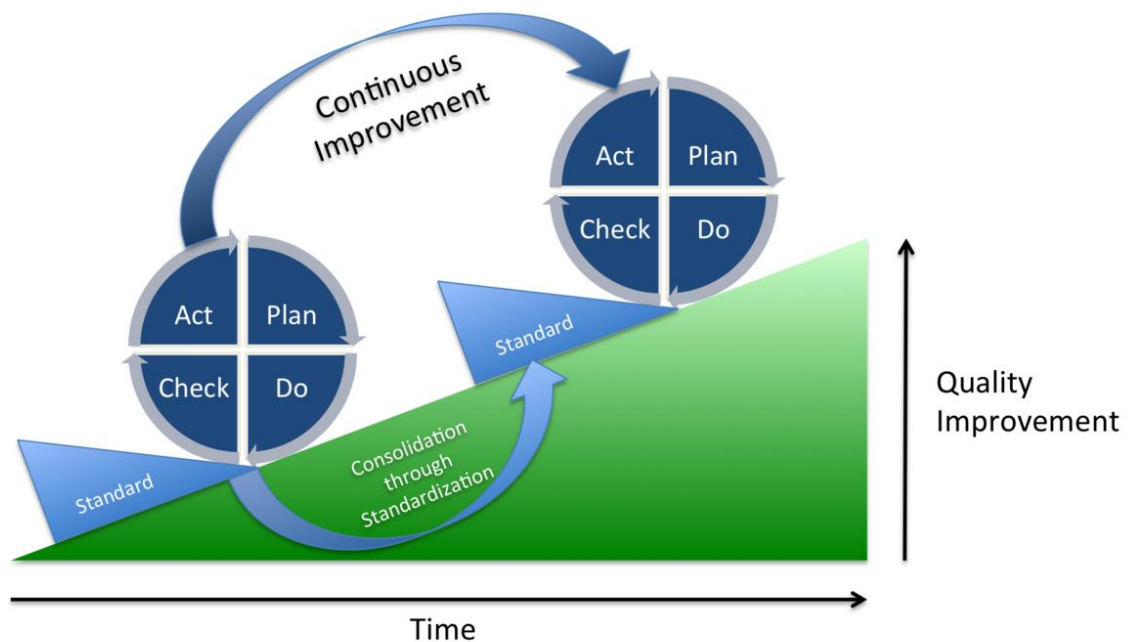 Continuous
Improvement
Act
Plan
Check
Do
Act
Plan
Check
Do
Standard
Standard
Consolidation
through
Standardization
Quality
Improvement
Time